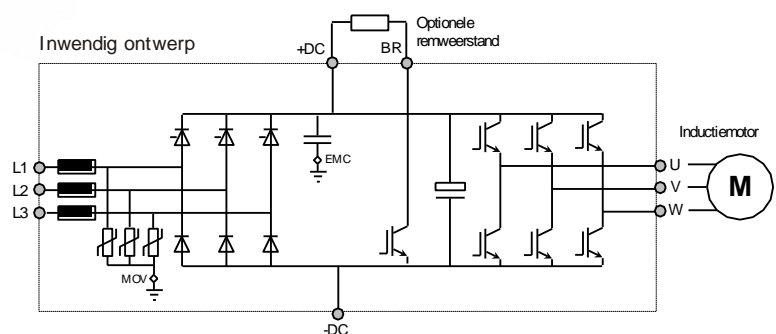 Inwendig ontwerp
Optionele
remweerstand
+DC
BR
EMC
Inductiemotor
L1
L2
L3
U
V
W
M
MOV
-DC